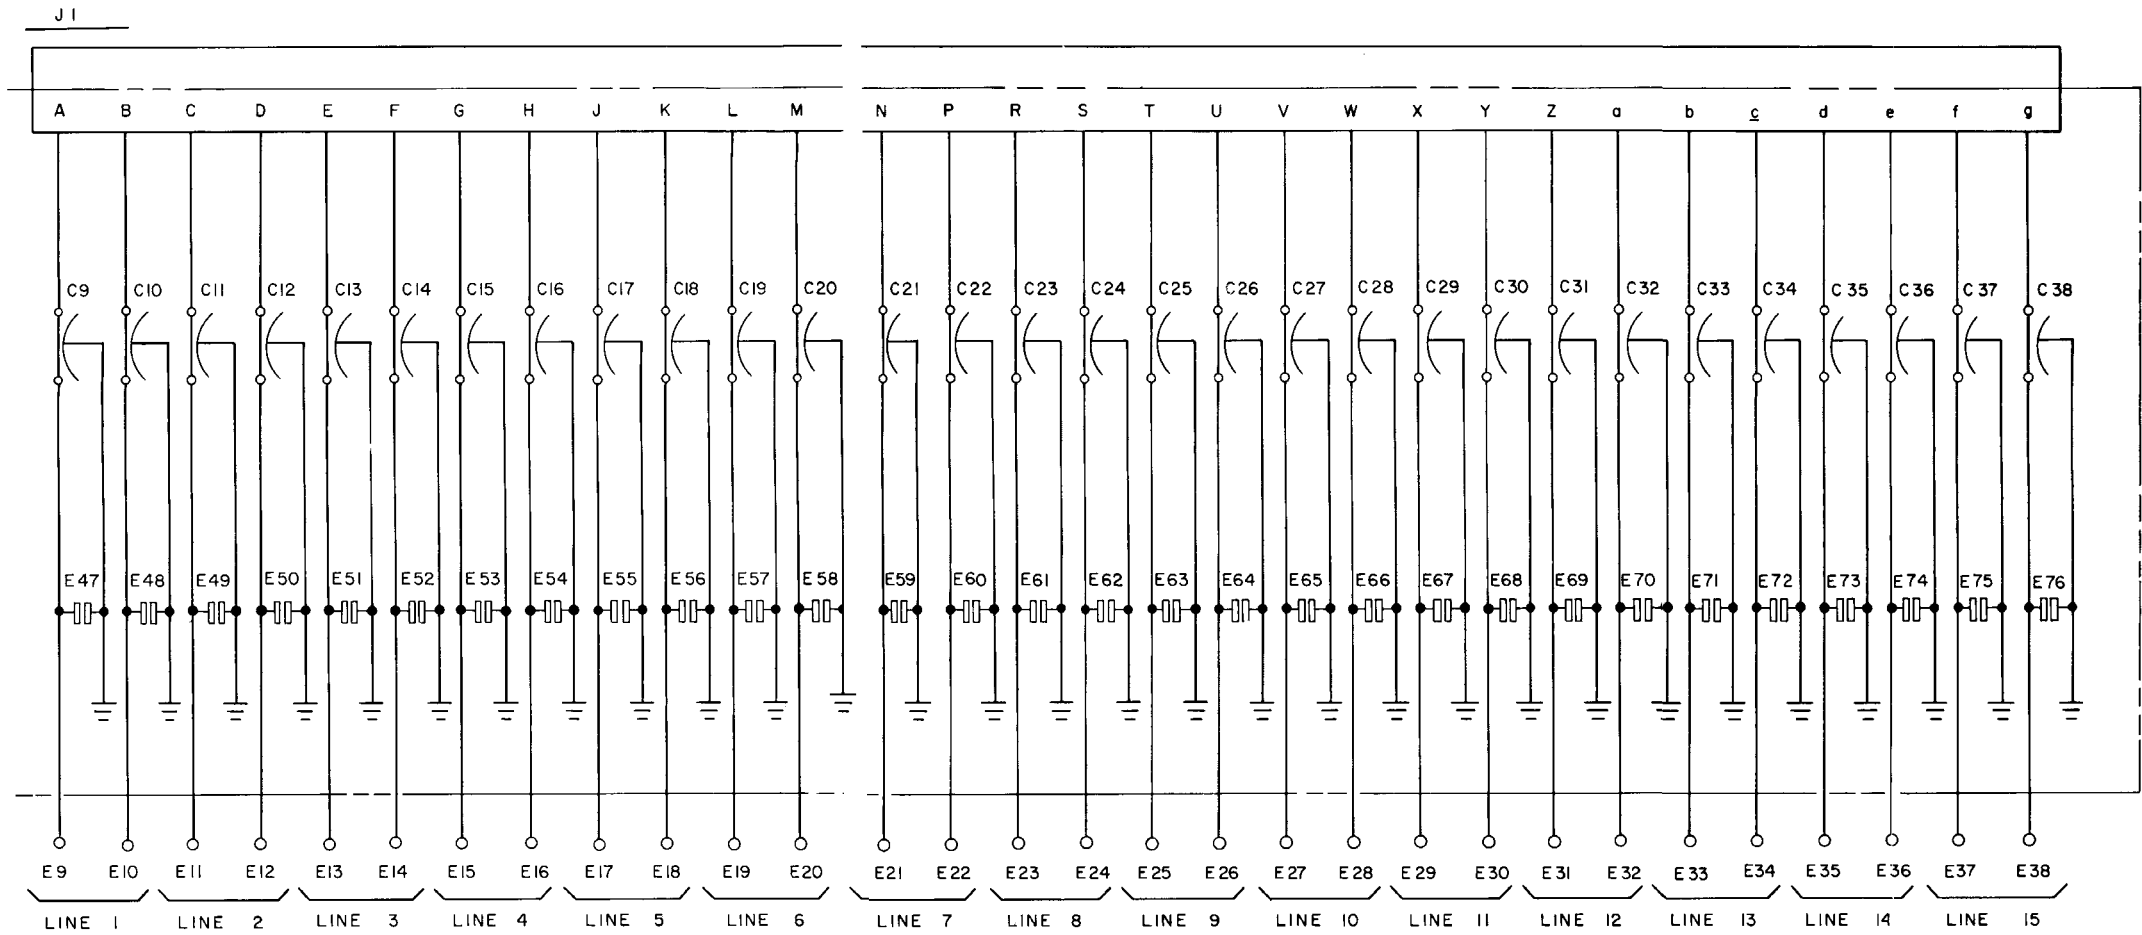 J1
A B C D E F G H J K L M N P R S T U V W X Y Z a b c d e f g
C9 C10 C11 C12 C13 C14 C15 C16 C17 C18 C19 C20 C21 C22 C23 C24 C25 C26 C27 C28 C29 C30 C31 C32 C33 C34 C35 C36 C37 C38
E47 E48 E49 E50 E51 E52 E53 E54 E55 E56 E57 E58 E59 E60 E61 E62 E63 E64 E65 E66 E67 E68 E69 E70 E71 E72 E73 E74 E75 E76
E9 E10 E11 E12 E13 E14 E15 E16 E17 E18 E19 E20 E21 E22 E23 E24 E25 E26 E27 E28 E29 E30 E31 E32 E33 E34 E35 E36 E37 E38
LINE 1 LINE 2 LINE 3 LINE 4 LINE 5 LINE 6 LINE 7 LINE 8 LINE 9 LINE 10 LINE 11 LINE 12 LINE 13 LINE 14 LINE 15